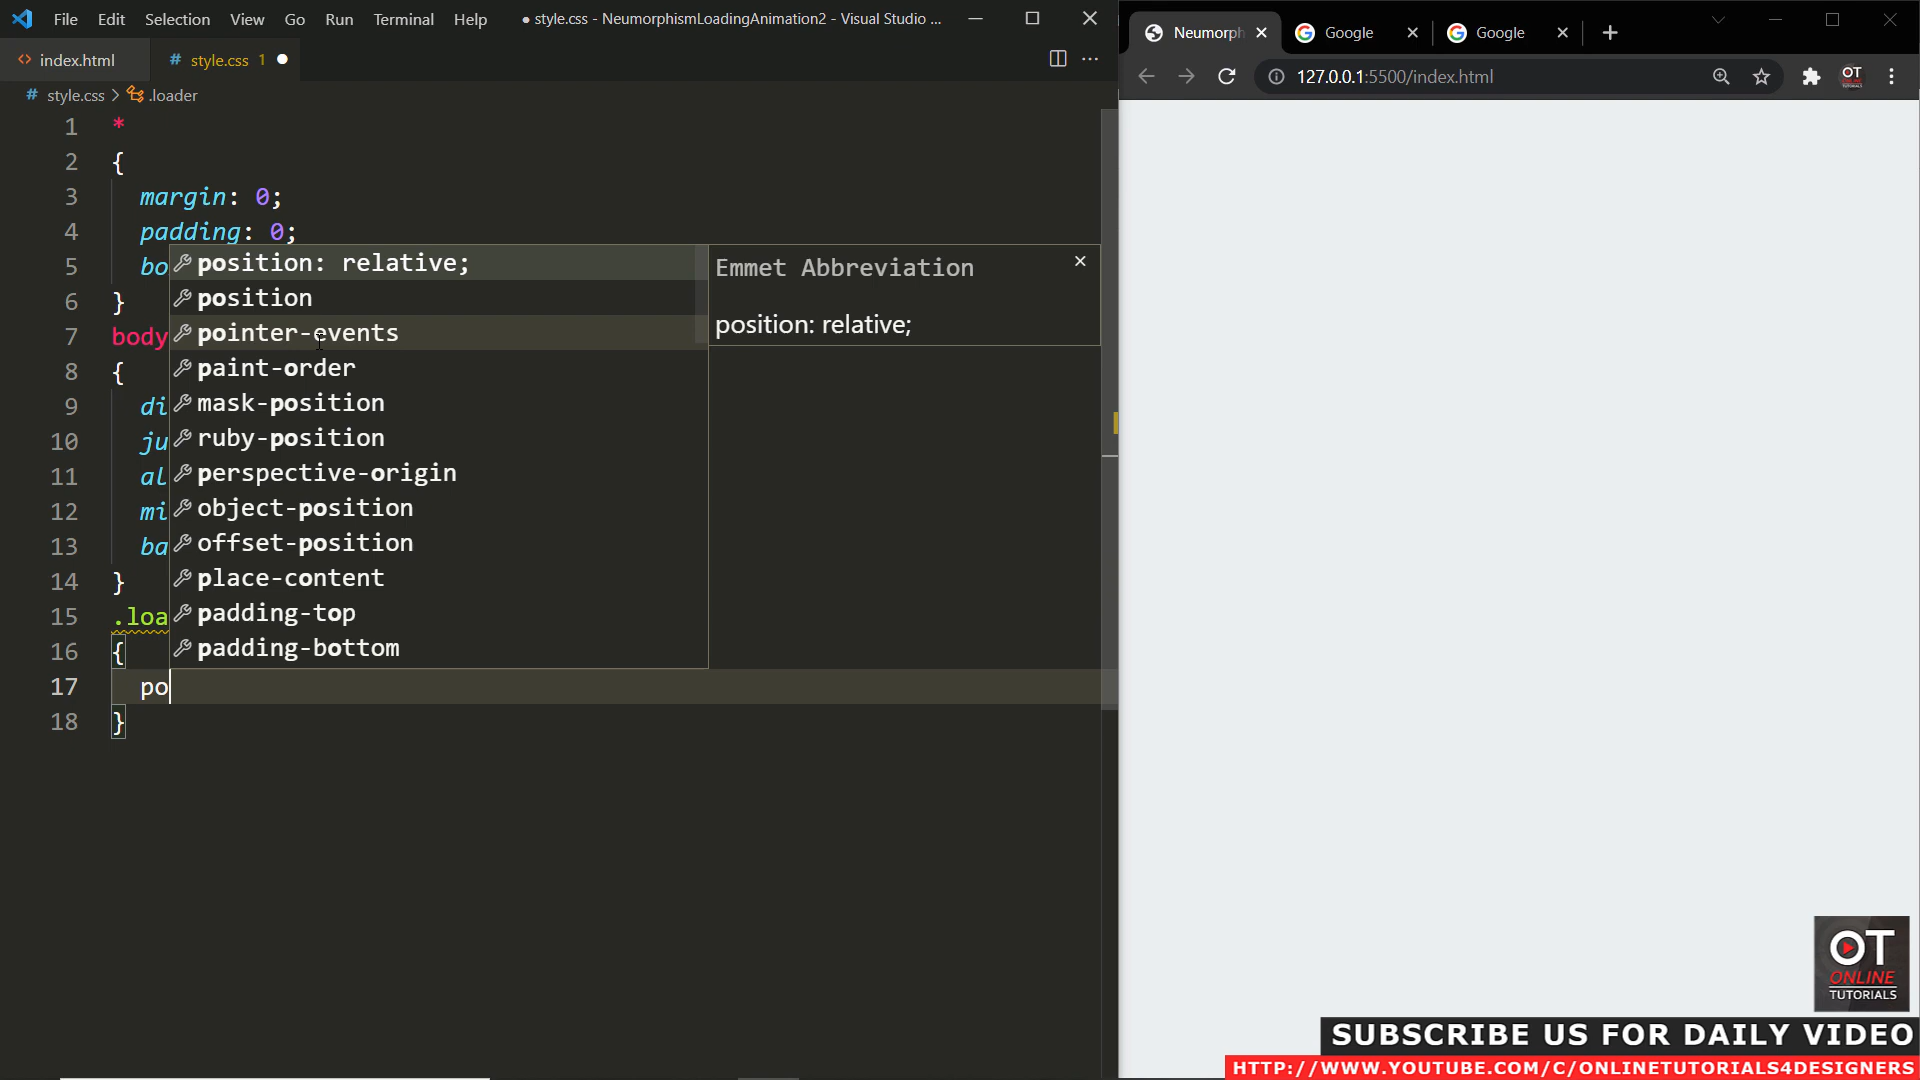 File Edit Selection View Go Run Terminal Help ● style.css - NeumorphismLoadingAnimation2 - Visual Studio ...
index.html # style.css 1
# style.css > .loader
1 *
2 {
3 margin: 0;
4 padding: 0;
5 bo
6 }
7 body
8 {
9 di
10 ju
11 al
12 mi
13 ba
14 }
15 .loa
16 {
17 po
18 }
position: relative;
position
pointer-events
paint-order
mask-position
ruby-position
perspective-origin
object-position
offset-position
place-content
padding-top
padding-bottom
Emmet Abbreviation
position: relative;
Neumorph Google Google
127.0.0.1:5500/index.html
OT
ONLINE
TUTORIALS
SUBSCRIBE US FOR DAILY VIDEO
HTTP://WWW.YOUTUBE.COM/C/ONLINETUTORIALS4DESIGNERS